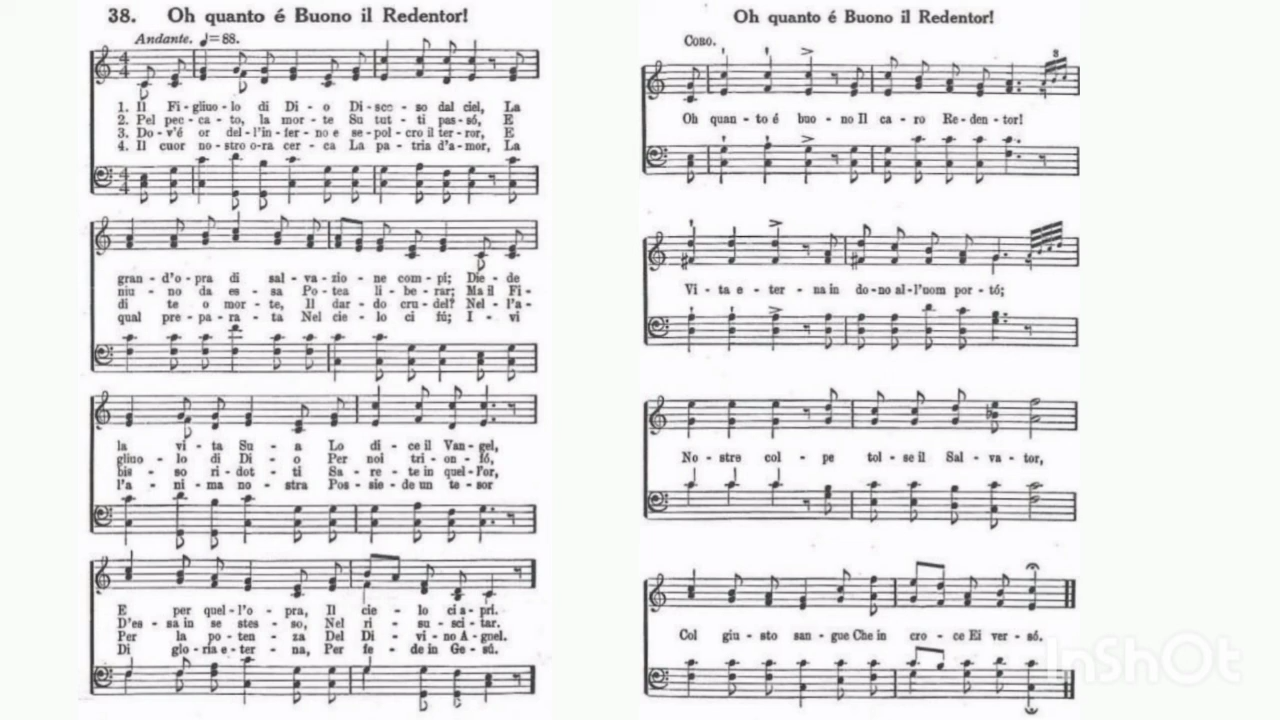 38. Oh quanto é Buono il Redentor!
Andante. ♩=88.
1. Il Fi-gliuo-lo di Di-o Di-sce-so dal ciel, La
2. Pel pec-ca-to, la mor-te Su tut-ti pas-só, E
3. Do-v'é or del-l'in-fer-no e se-pol-cro il ter-ror, E
4. Il cuor no-stro o-ra cer-ca La pa-tria d'a-mor, La
gran-d'o-pra di sal-va-zio-ne com-pí; Die-de
niu-no da es-sa Po-tea li-be-rar; Ma il Fi-
di te o mor-te, Il dar-do cru-del? Nel-l'a-
qual pre-pa-ra-ta Nel cie-lo ci fú; I-vi
la vi-ta Su-a Lo di-ce il Van-gel,
gliuo-lo di Di-o Per noi tri-on-fó,
bis-so ri-dot-ti Sa-re-te in quel-l'or,
l'a-ni-ma no-stra Pos-sie-de un te-sor
E per quel-l'o-pra, Il cie-lo ci a-prí.
D'es-sa in se stes-so, Nel ri-su-sci-tar.
Per la po-ten-za Del Di-vi-no A-gnel.
Di glo-ria e-ter-na, Per fe-de in Ge-sú.
Oh quanto é Buono il Redentor!
CORO.
Oh quan-to é buo-no Il ca-ro Re-den-tor!
Vi-ta e-ter-na in do-no al-l'uom por-tó;
No-stre col-pe tol-se il Sal-va-tor,
Col giu-sto san-gue Che in cro-ce Ei ver-só.
InShOt